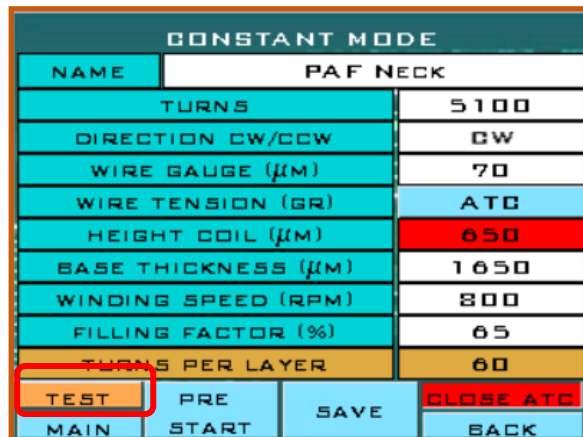 CONSTANT MODE
NAME PAF NECK
TURNS 5100
DIRECTION CW/CCW CW
WIRE GAUGE (µM) 70
WIRE TENSION (GR) ATC
HEIGHT COIL (µM) 650
BASE THICKNESS (µM) 1650
WINDING SPEED (RPM) 800
FILLING FACTOR (%) 65
TURNS PER LAYER 60
TEST
MAIN
PRE
START
SAVE
CLOSE ATC
BACK